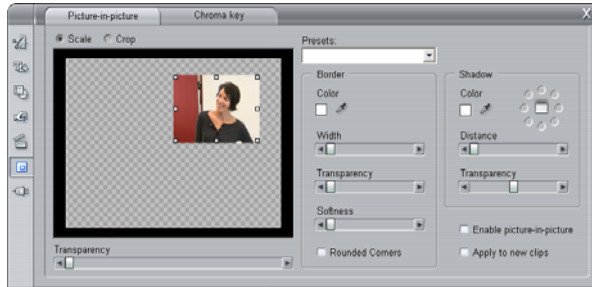 Picture-in-picture
Chroma key
X
Scale
Crop
Presets:
Border
Color
Width
Transparency
Softness
Rounded Corners
Shadow
Color
Distance
Transparency
Enable picture-in-picture
Apply to new clips
Transparency